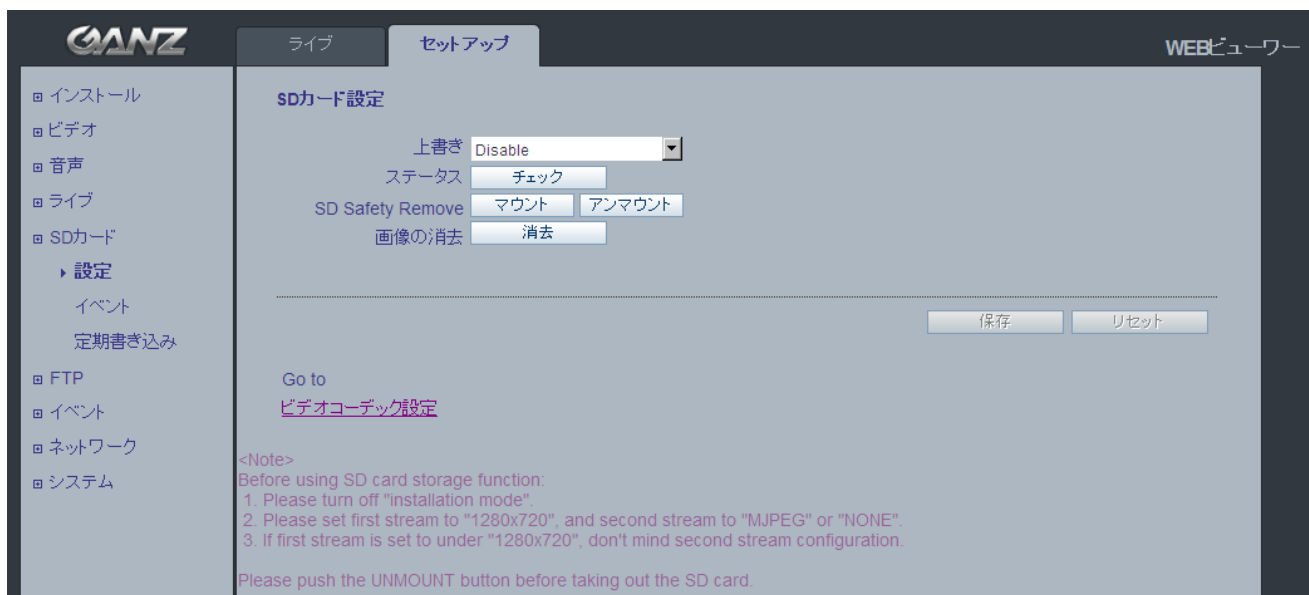 GANZ
ライブ
セットアップ
WEBビューワー
インストール
ビデオ
音声
ライブ
SDカード
設定
イベント
定期書き込み
FTP
イベント
ネットワーク
システム
SDカード設定
上書き Disable
ステータス チェック
SD Safety Remove マウント アンマウント
画像の消去 消去
保存 リセット
Go to
ビデオコーデック設定
<Note>
Before using SD card storage function:
1. Please turn off "installation mode".
2. Please set first stream to "1280x720", and second stream to "MJPEG" or "NONE".
3. If first stream is set to under "1280x720", don't mind second stream configuration.
Please push the UNMOUNT button before taking out the SD card.